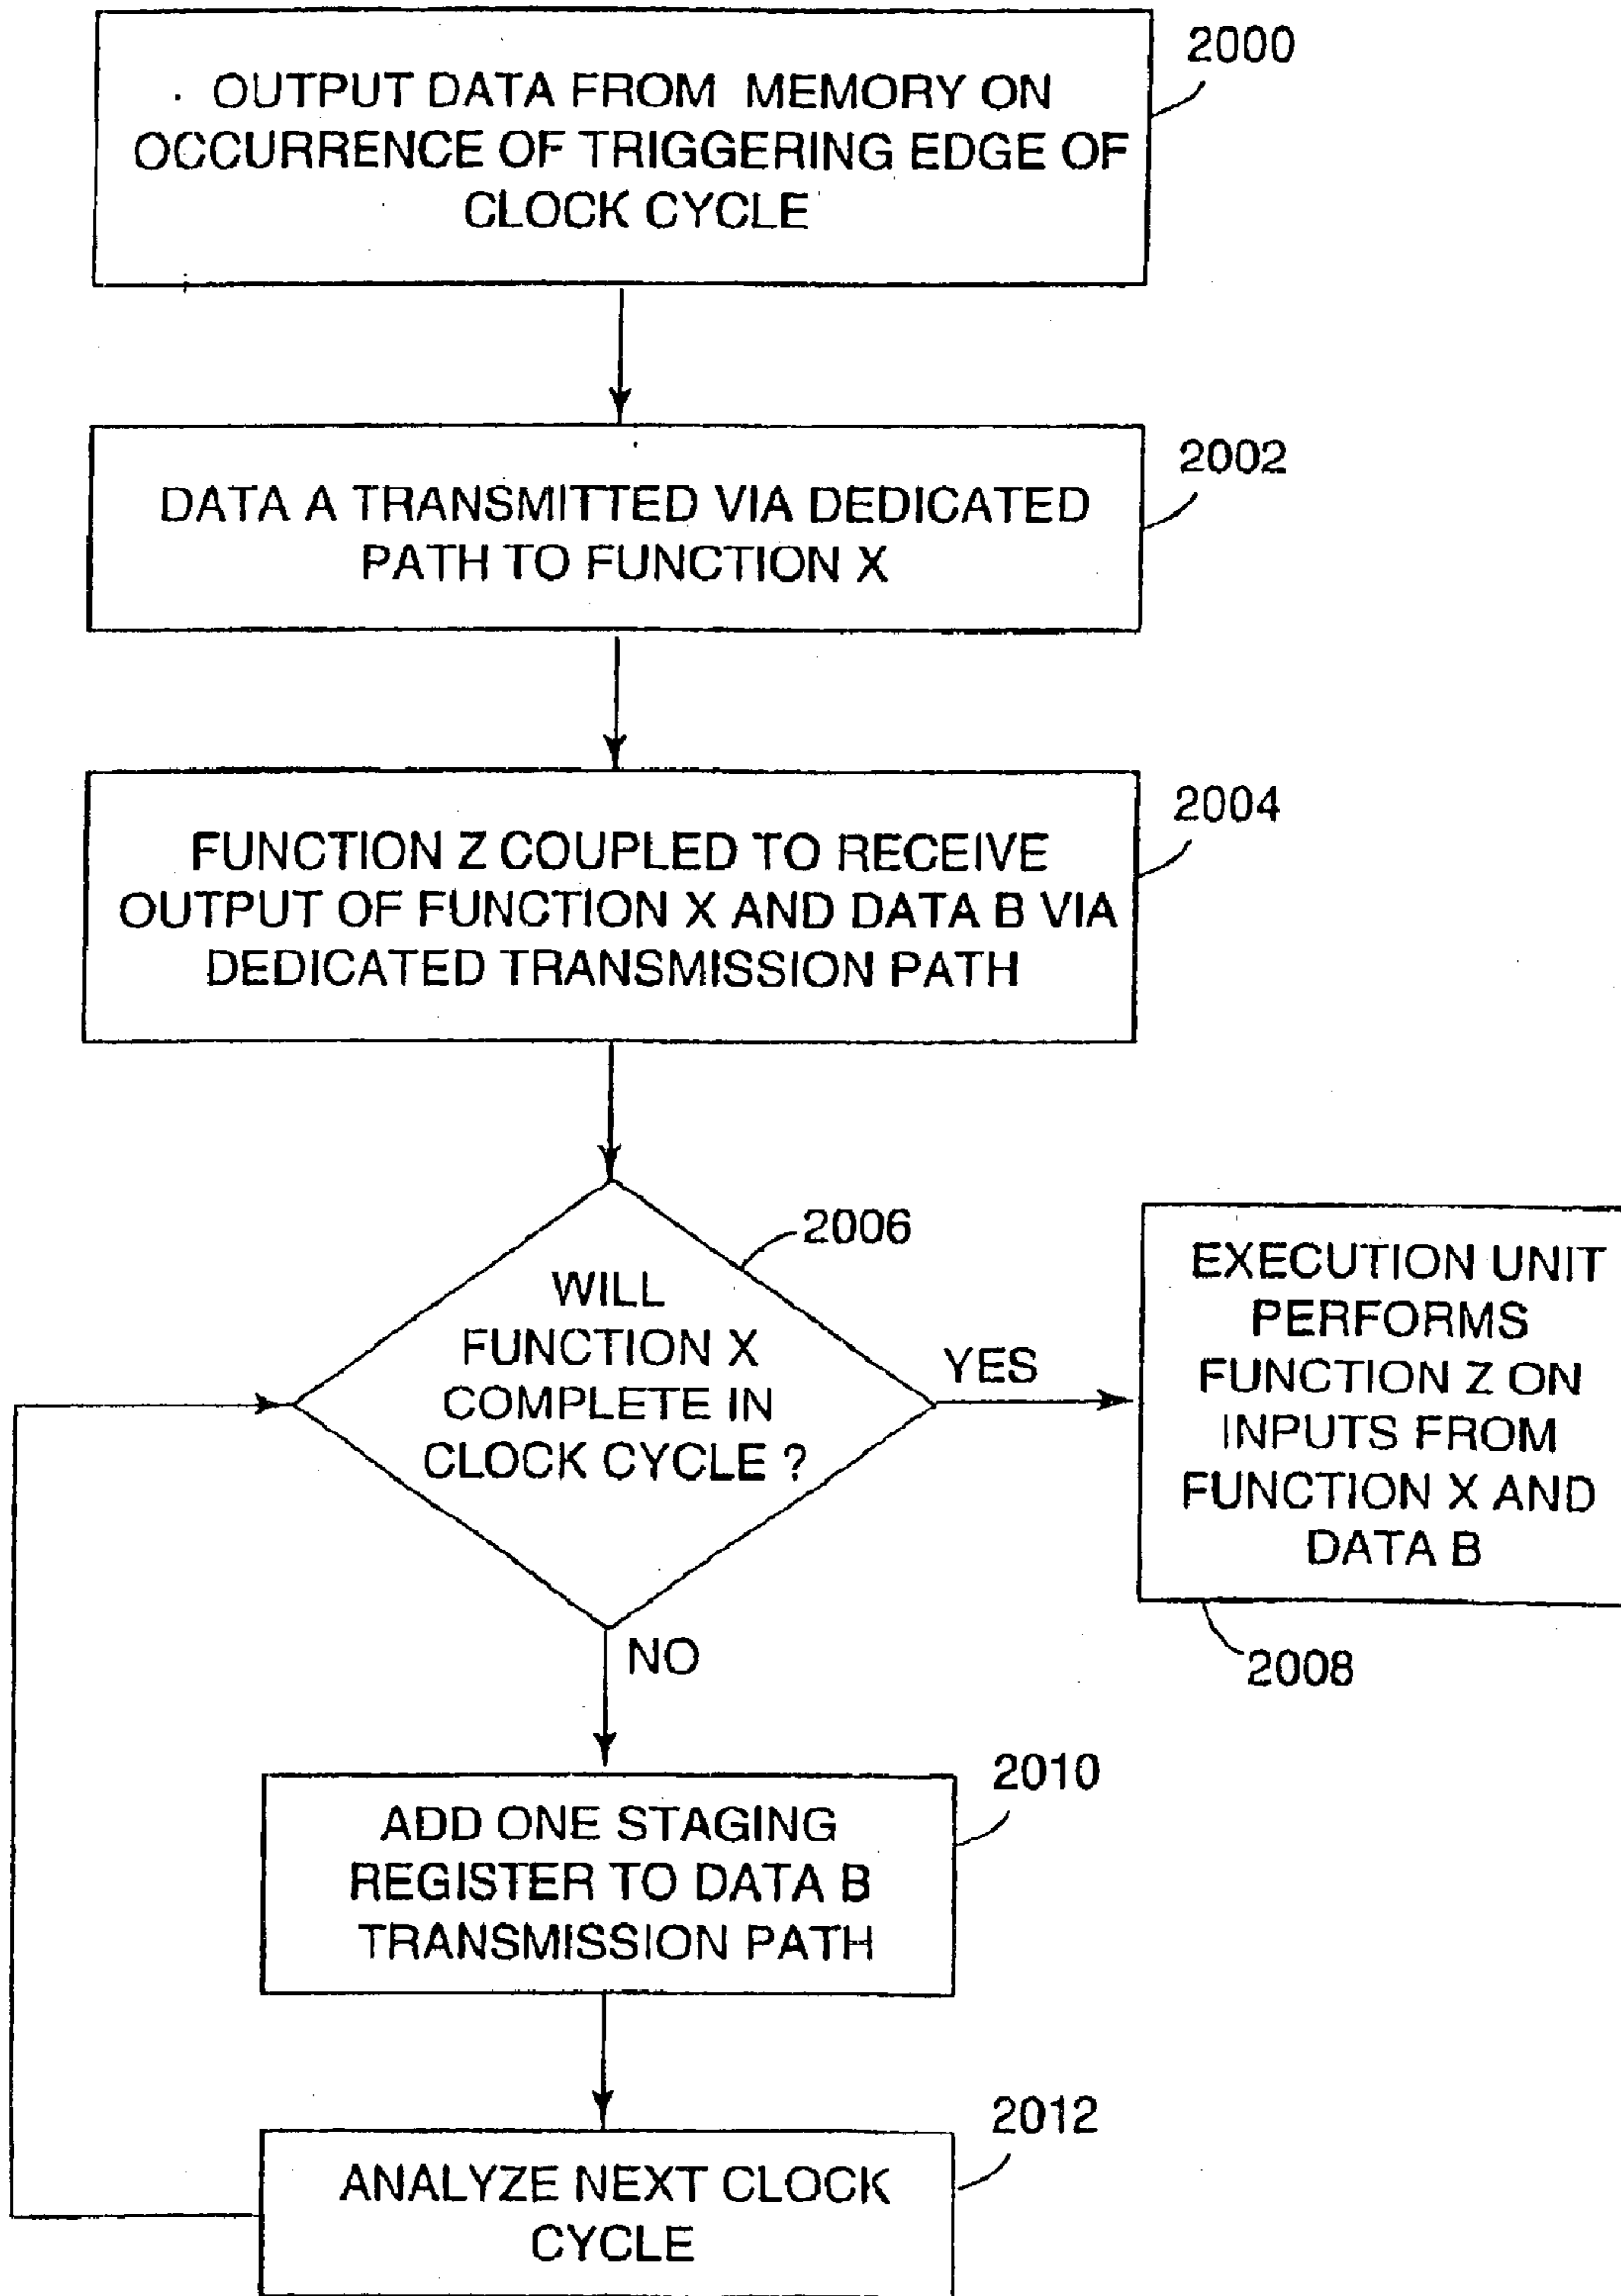 2000
OUTPUT DATA FROM MEMORY ON
OCCURRENCE OF TRIGGERING EDGE OF
CLOCK CYCLE
2002
DATA A TRANSMITTED VIA DEDICATED
PATH TO FUNCTION X
2004
FUNCTION Z COUPLED TO RECEIVE
OUTPUT OF FUNCTION X AND DATA B VIA
DEDICATED TRANSMISSION PATH
2006
WILL
FUNCTION X
COMPLETE IN
CLOCK CYCLE ?
YES
EXECUTION UNIT
PERFORMS
FUNCTION Z ON
INPUTS FROM
FUNCTION X AND
DATA B
2008
NO
2010
ADD ONE STAGING
REGISTER TO DATA B
TRANSMISSION PATH
2012
ANALYZE NEXT CLOCK
CYCLE